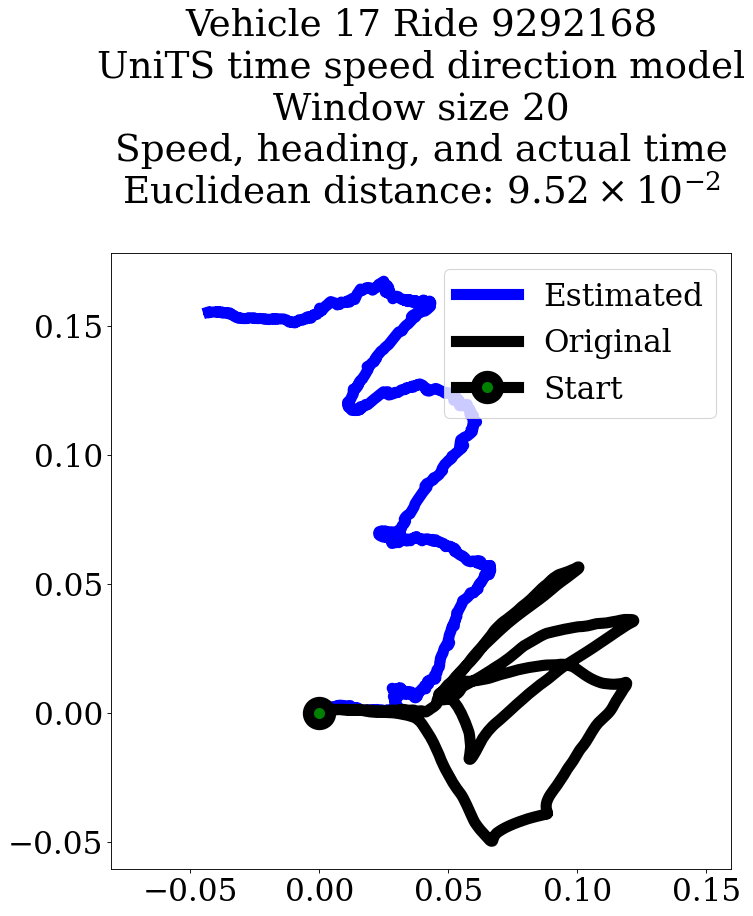 Vehicle 17 Ride 9292168
UniTS time speed direction model
Window size 20
Speed, heading, and actual time
Euclidean distance: 9.52 × 10⁻²
Estimated
Original
Start
0.15
0.10
0.05
0.00
−0.05
−0.05 0.00 0.05 0.10 0.15